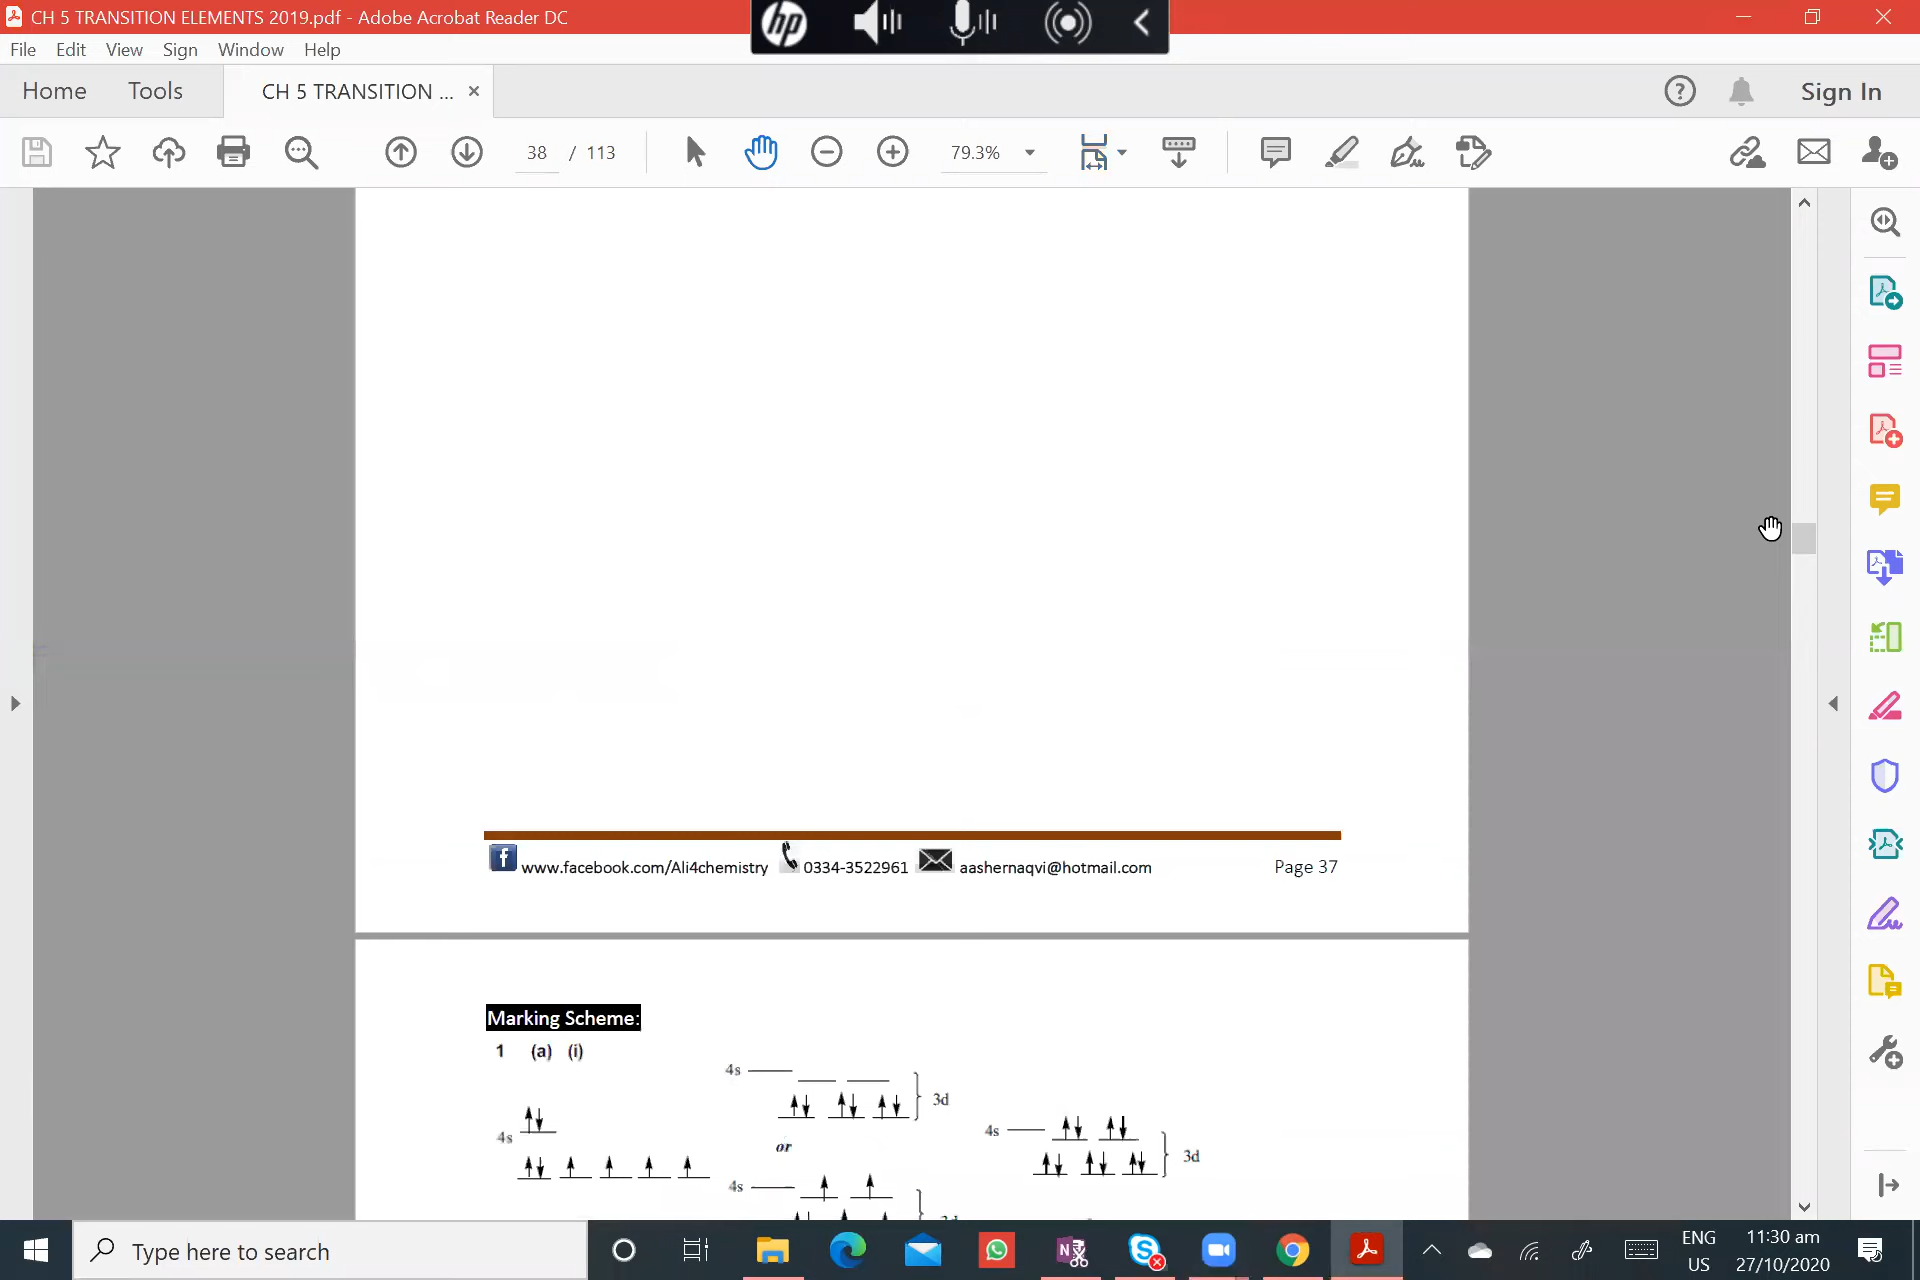 CH 5 TRANSITION ELEMENTS 2019.pdf - Adobe Acrobat Reader DC
hp
File Edit View Sign Window Help
Home Tools CH 5 TRANSITION ... × Sign In
38 / 113 79.3%
www.facebook.com/Ali4chemistry 0334-3522961 aashernaqvi@hotmail.com Page 37
Marking Scheme:
1 (a) (i)
4s
3d
4s
or
4s
3d
4s
Type here to search
ENG 11:30 am
US 27/10/2020